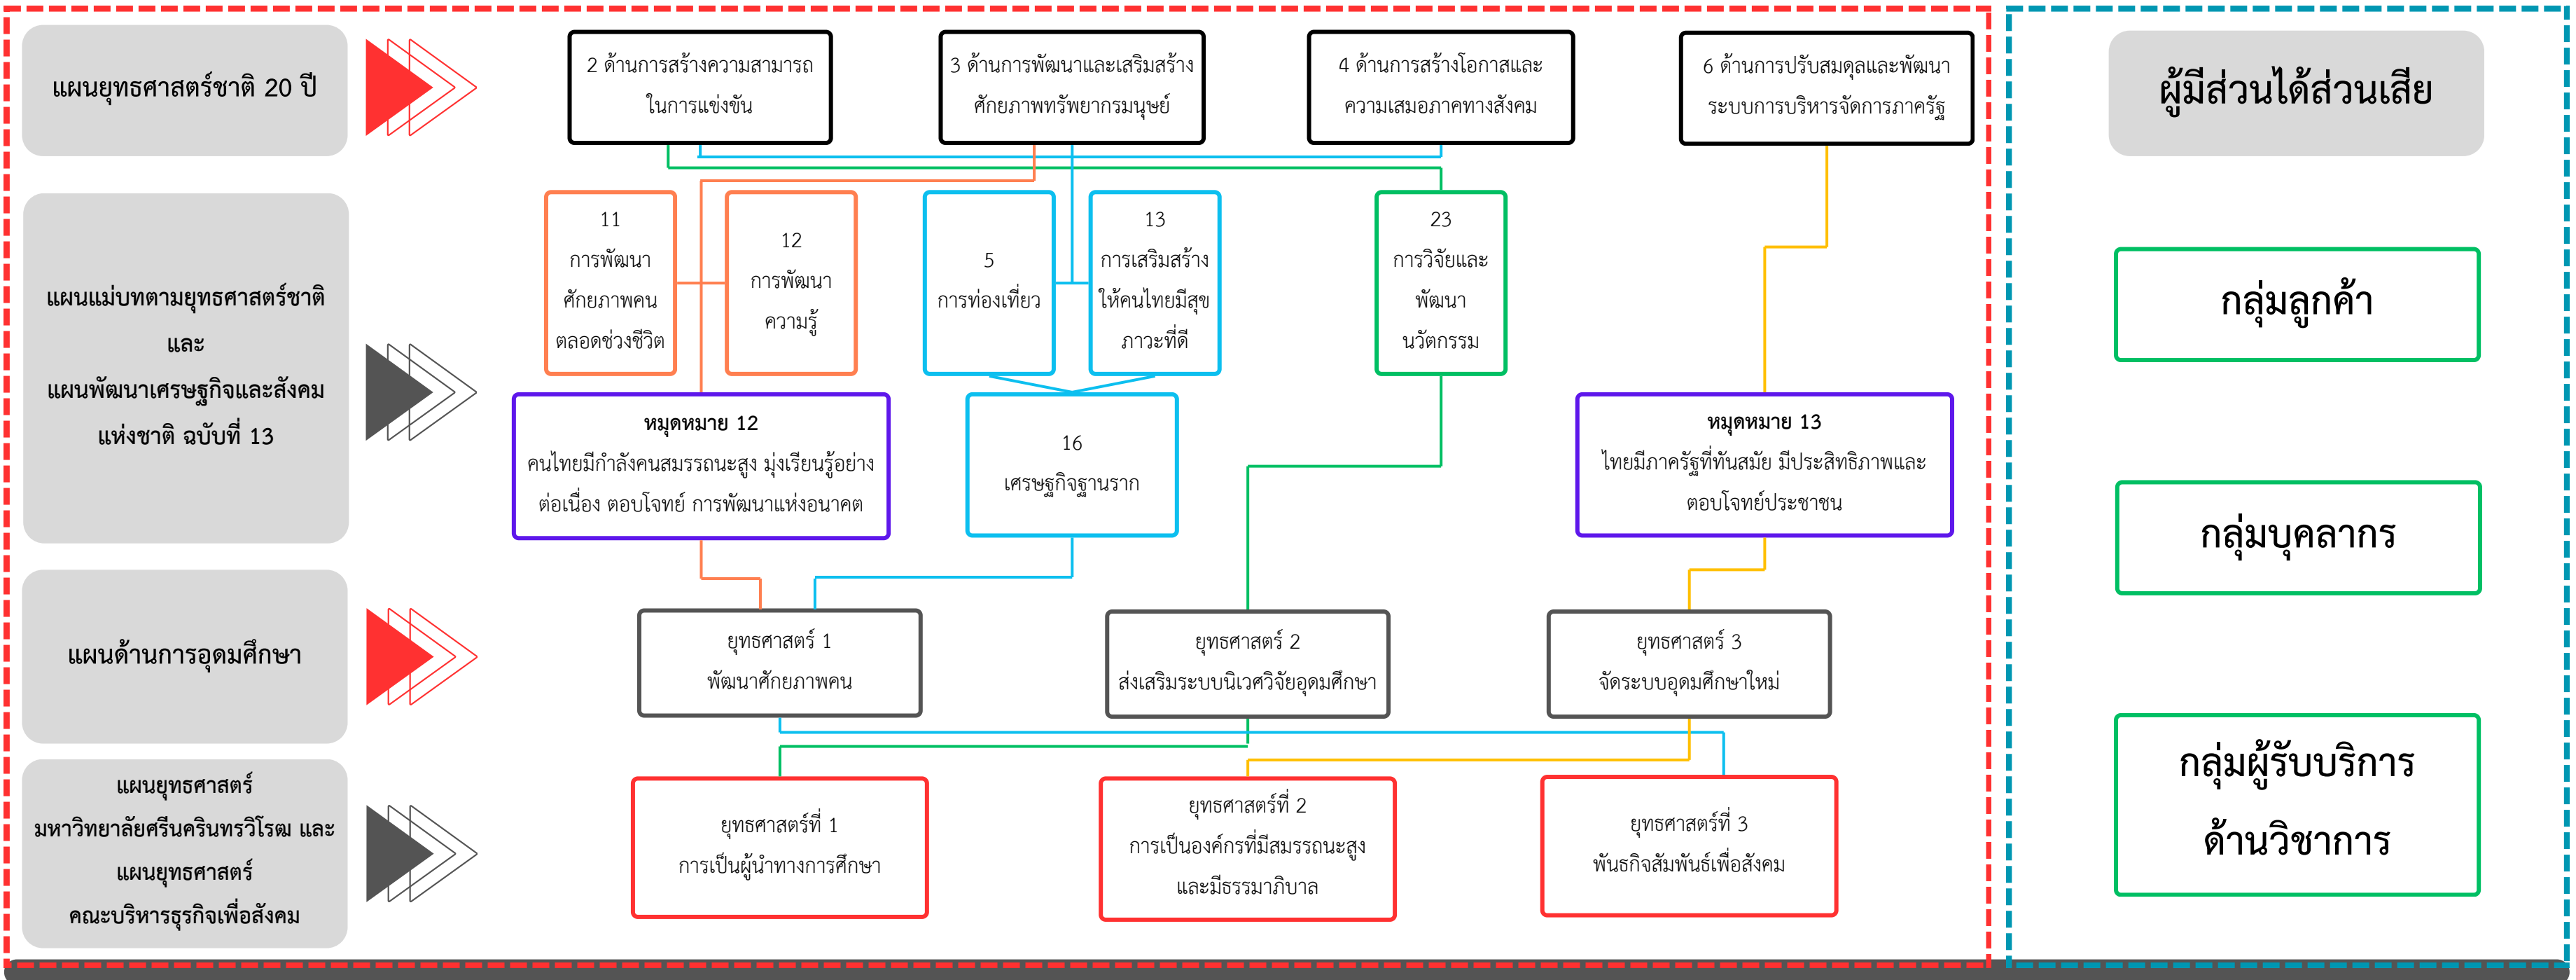 แผนยุทธศาสตร์ชาติ 20 ปี
2 ด้านการสร้างความสามารถ
ในการแข่งขัน
3 ด้านการพัฒนาและเสริมสร้าง
ศักยภาพทรัพยากรมนุษย์
4 ด้านการสร้างโอกาสและ
ความเสมอภาคทางสังคม
6 ด้านการปรับสมดุลและพัฒนา
ระบบการบริหารจัดการภาครัฐ
แผนแม่บทตามยุทธศาสตร์ชาติ
และ
แผนพัฒนาเศรษฐกิจและสังคม
แห่งชาติ ฉบับที่ 13
11
การพัฒนา
ศักยภาพคน
ตลอดช่วงชีวิต
12
การพัฒนา
ความรู้
5
การท่องเที่ยว
13
การเสริมสร้าง
ให้คนไทยมีสุข
ภาวะที่ดี
23
การวิจัยและ
พัฒนา
นวัตกรรม
หมุดหมาย 12
คนไทยมีกำลังคนสมรรถนะสูง มุ่งเรียนรู้อย่าง
ต่อเนื่อง ตอบโจทย์ การพัฒนาแห่งอนาคต
16
เศรษฐกิจฐานราก
หมุดหมาย 13
ไทยมีภาครัฐที่ทันสมัย มีประสิทธิภาพและ
ตอบโจทย์ประชาชน
แผนด้านการอุดมศึกษา
ยุทธศาสตร์ 1
พัฒนาศักยภาพคน
ยุทธศาสตร์ 2
ส่งเสริมระบบนิเวศวิจัยอุดมศึกษา
ยุทธศาสตร์ 3
จัดระบบอุดมศึกษาใหม่
แผนยุทธศาสตร์
มหาวิทยาลัยศรีนครินทรวิโรฒ และ
แผนยุทธศาสตร์
คณะบริหารธุรกิจเพื่อสังคม
ยุทธศาสตร์ที่ 1
การเป็นผู้นำทางการศึกษา
ยุทธศาสตร์ที่ 2
การเป็นองค์กรที่มีสมรรถนะสูง
และมีธรรมาภิบาล
ยุทธศาสตร์ที่ 3
พันธกิจสัมพันธ์เพื่อสังคม
ผู้มีส่วนได้ส่วนเสีย
กลุ่มลูกค้า
กลุ่มบุคลากร
กลุ่มผู้รับบริการ
ด้านวิชาการ